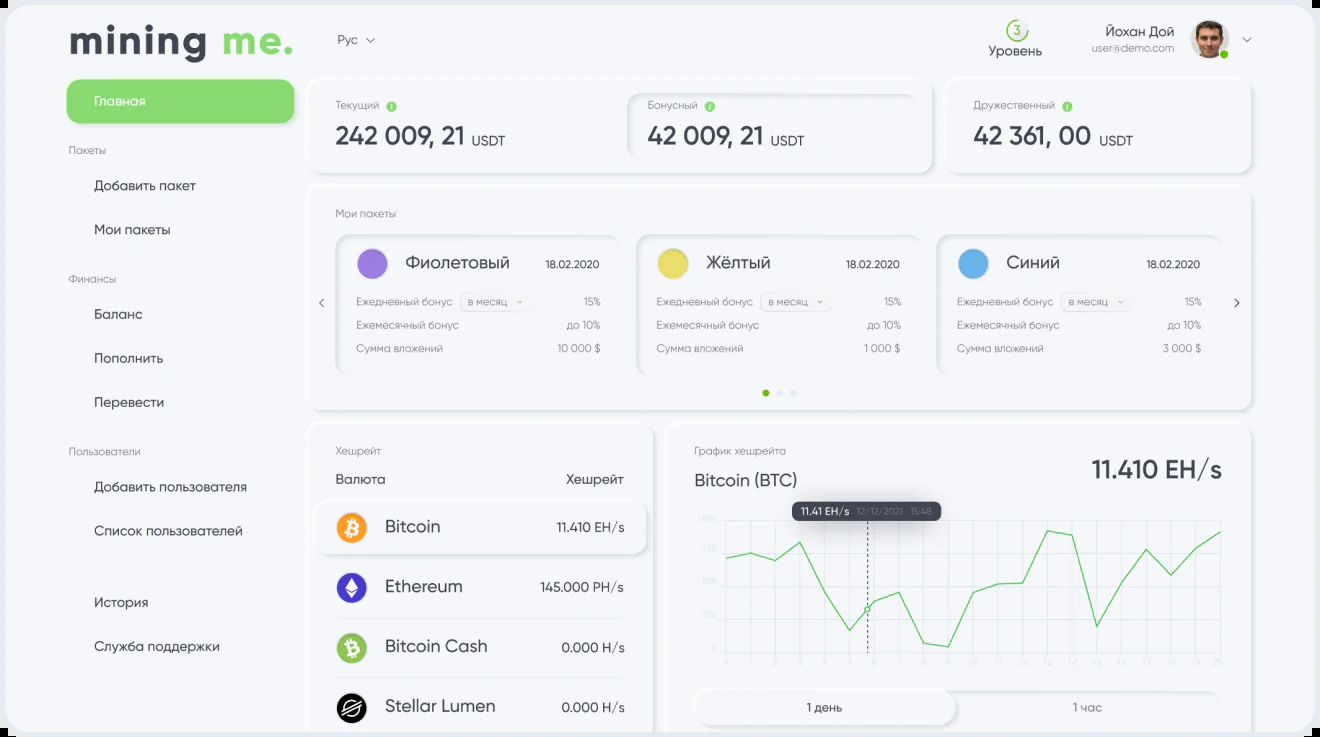 mining me.
Рус
3
Уровень
Йохан Дой
user@demo.com
Главная
Пакеты
Добавить пакет
Мои пакеты
Финансы
Баланс
Пополнить
Перевести
Пользователи
Добавить пользователя
Список пользователей
История
Служба поддержки
Текущий
242 009, 21 USDT
Бонусный
42 009, 21 USDT
Дружественный
42 361, 00 USDT
Мои пакеты
Фиолетовый 18.02.2020
Ежедневный бонус в месяц 15%
Ежемесячный бонус до 10%
Сумма вложений 10 000 $
Жёлтый 18.02.2020
Ежедневный бонус в месяц 15%
Ежемесячный бонус до 10%
Сумма вложений 1 000 $
Синий 18.02.2020
Ежедневный бонус в месяц 15%
Ежемесячный бонус до 10%
Сумма вложений 3 000 $
Хешрейт
Валюта Хешрейт
Bitcoin 11.410 EH/s
Ethereum 145.000 PH/s
Bitcoin Cash 0.000 H/s
Stellar Lumen 0.000 H/s
График хешрейта
Bitcoin (BTC)
11.410 EH/s
11.41 EH/s 12/12/2021 15:48
1000
750
500
250
0
0 1 2 3 4 5 6 7 8 9 10 11 12 13 14 15 16 17 18 19 20
1 день
1 час